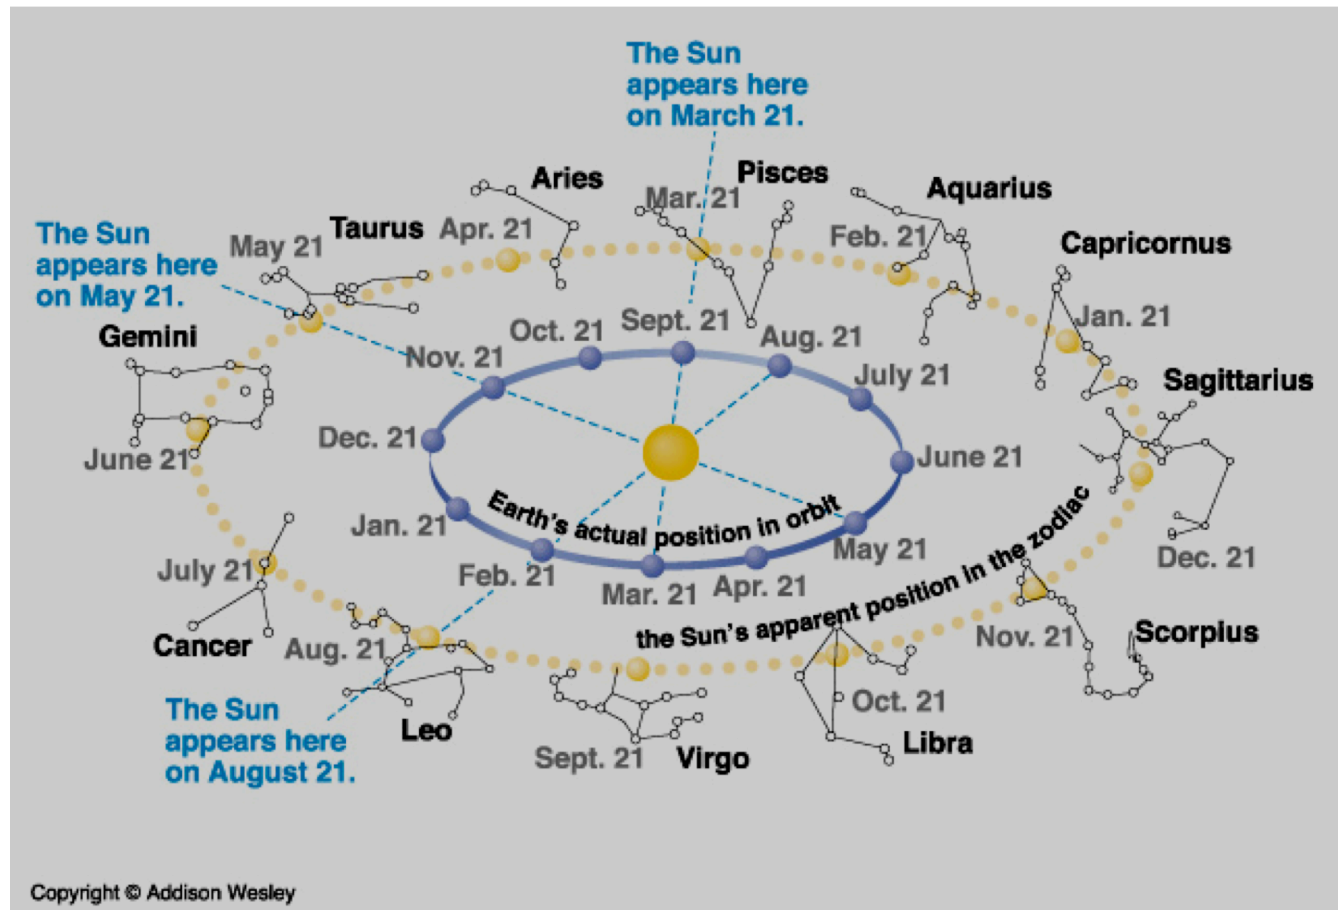 The Sun
appears here
on March 21.
Aries
Pisces
Mar. 21
Aquarius
Taurus
Apr. 21
Feb. 21
The Sun
appears here
on May 21.
May 21
Capricornus
Gemini
Jan. 21
Oct. 21
Sept. 21
Aug. 21
Nov. 21
July 21
Sagittarius
Dec. 21
June 21
June 21
Earth's actual position in orbit
Jan. 21
May 21
Dec. 21
July 21
Feb. 21
Mar. 21
Apr. 21
the Sun's apparent position in the zodiac
Cancer
Aug. 21
Nov. 21
Scorpius
The Sun
appears here
on August 21.
Leo
Sept. 21
Virgo
Oct. 21
Libra
Copyright © Addison Wesley